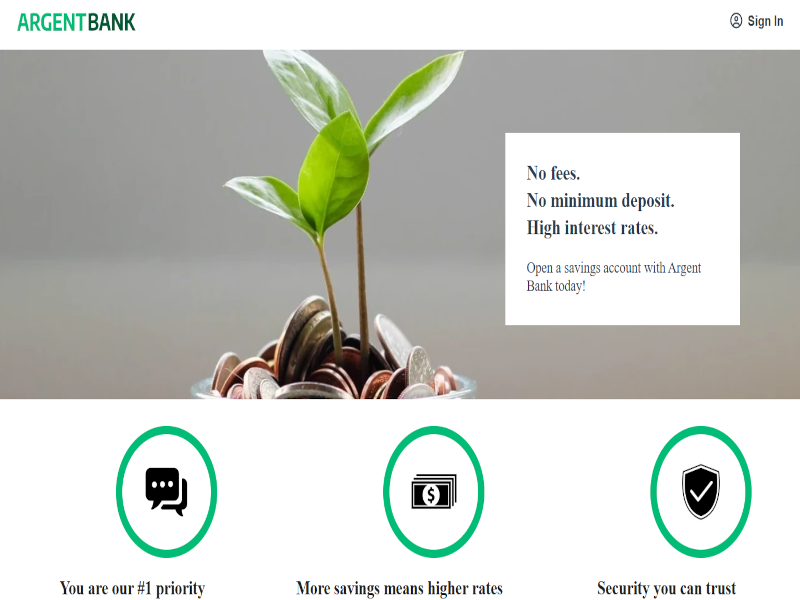 ARGENTBANK
Sign In
No fees.
No minimum deposit.
High interest rates.
Open a savings account with Argent
Bank today!
$
You are our #1 priority
More savings means higher rates
Security you can trust